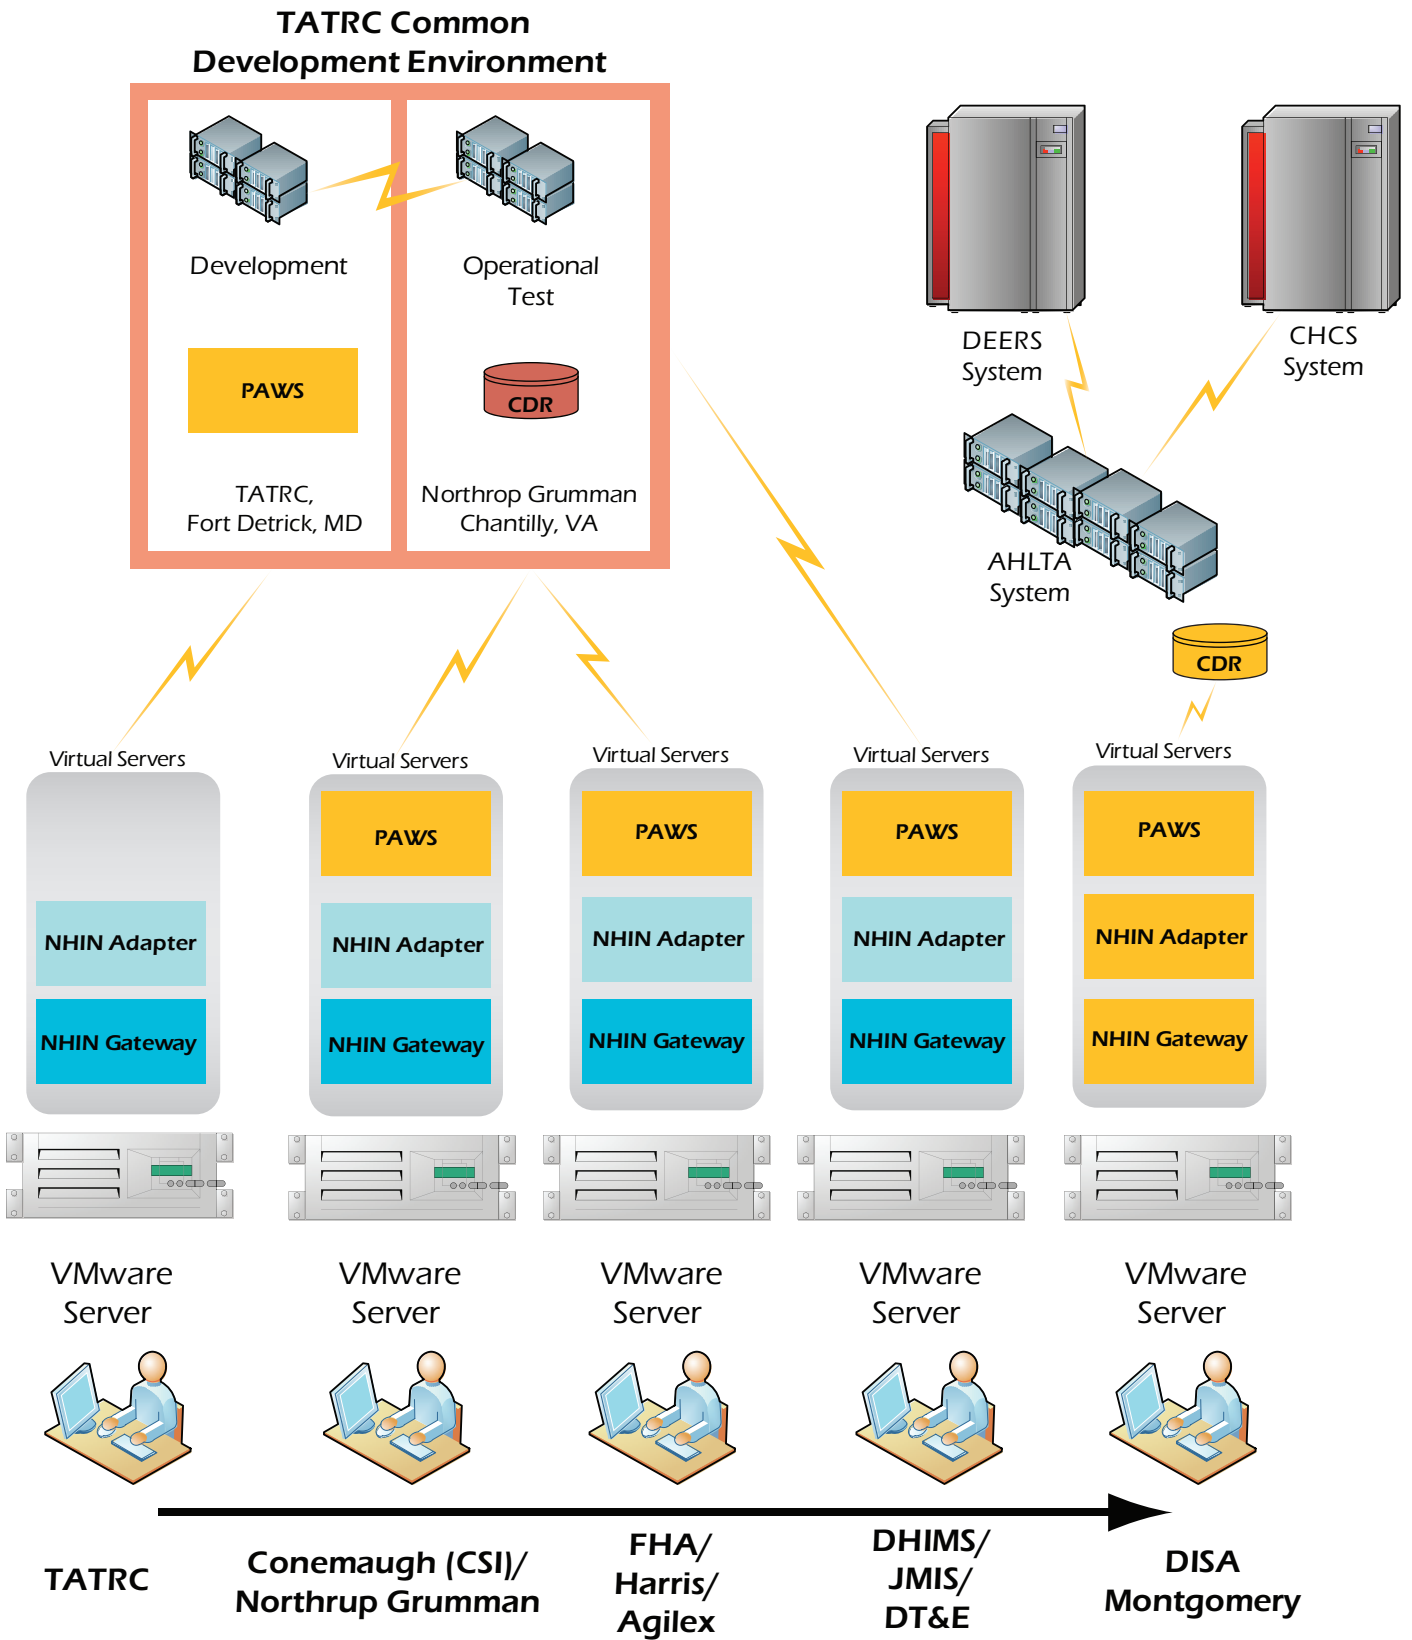 TATRC Common
Development Environment
Development
Operational
Test
PAWS
CDR
TATRC,
Fort Detrick, MD
Northrop Grumman
Chantilly, VA
DEERS
System
CHCS
System
AHLTA
System
CDR
Virtual Servers
Virtual Servers
Virtual Servers
Virtual Servers
Virtual Servers
PAWS
PAWS
PAWS
PAWS
NHIN Adapter
NHIN Adapter
NHIN Adapter
NHIN Adapter
NHIN Adapter
NHIN Gateway
NHIN Gateway
NHIN Gateway
NHIN Gateway
NHIN Gateway
VMware
Server
VMware
Server
VMware
Server
VMware
Server
VMware
Server
TATRC
Conemaugh (CSI)/
Northrup Grumman
FHA/
Harris/
Agilex
DHIMS/
JMIS/
DT&E
DISA
Montgomery